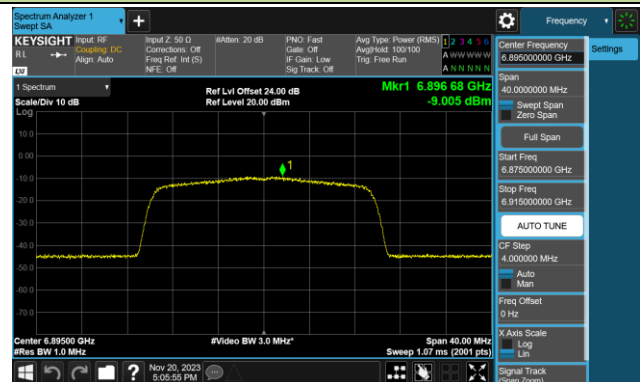 Spectrum Analyzer 1
Swept SA
Frequency
KEYSIGHT
Input: RF
Input Z: 50 Ω
#Atten: 20 dB
PNO: Fast
Avg Type: Power (RMS)
1 2 3 4 5 6
RL
Coupling: DC
Corrections: Off
Gate: Off
Avg|Hold: 100/100
A W W W W W
Align: Auto
Freq Ref: Int (S)
IF Gain: Low
Trig: Free Run
NFE: Off
Sig Track: Off
A N N N N N
LXI
Center Frequency
6.895000000 GHz
Settings
1 Spectrum
Ref Lvl Offset 24.00 dB
Mkr1 6.896 68 GHz
Scale/Div 10 dB
Ref Level 20.00 dBm
-9.005 dBm
Log
10.0
0.00
-10.0
-20.0
-30.0
-40.0
-50.0
-60.0
-70.0
1
Span
40.0000000 MHz
Swept Span
Zero Span
Full Span
Start Freq
6.875000000 GHz
Stop Freq
6.915000000 GHz
AUTO TUNE
CF Step
4.000000 MHz
Auto
Man
Freq Offset
0 Hz
X Axis Scale
Log
Lin
Signal Track
(Span Zoom)
Center 6.89500 GHz
#Video BW 3.0 MHz*
Span 40.00 MHz
#Res BW 1.0 MHz
Sweep 1.07 ms (2001 pts)
?
Nov 20, 2023
5:05:55 PM